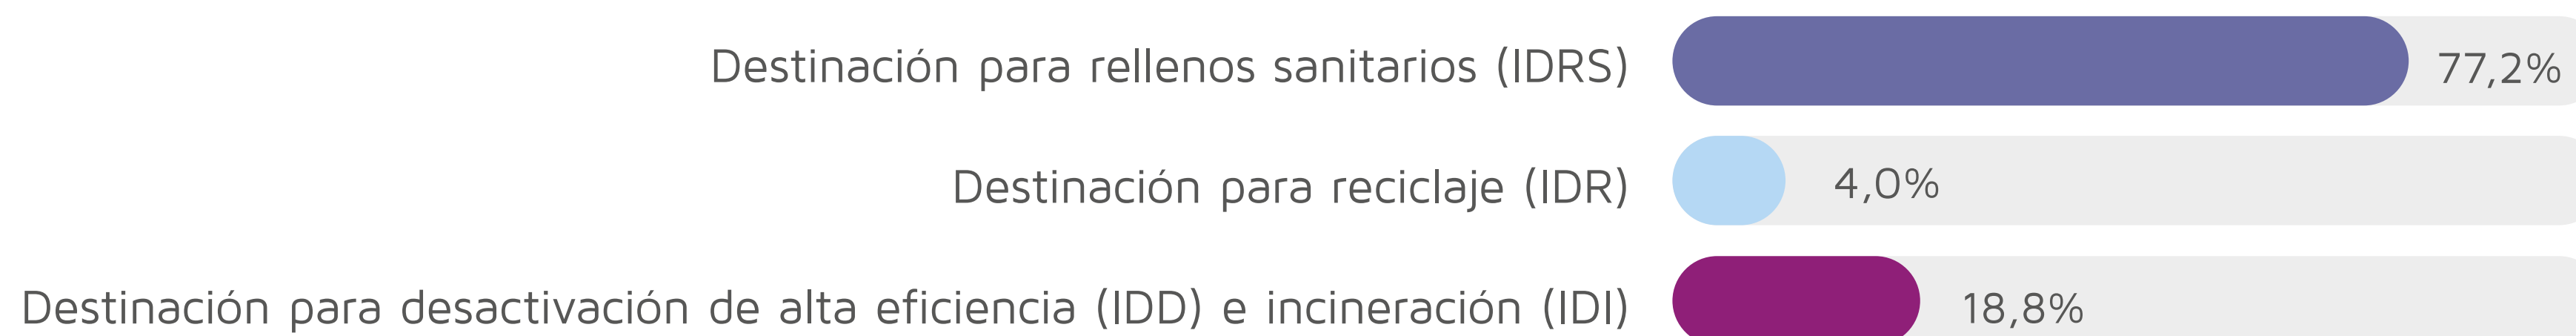 Destinación para rellenos sanitarios (IDRS) 77,2%
Destinación para reciclaje (IDR) 4,0%
Destinación para desactivación de alta eficiencia (IDD) e incineración (IDI) 18,8%